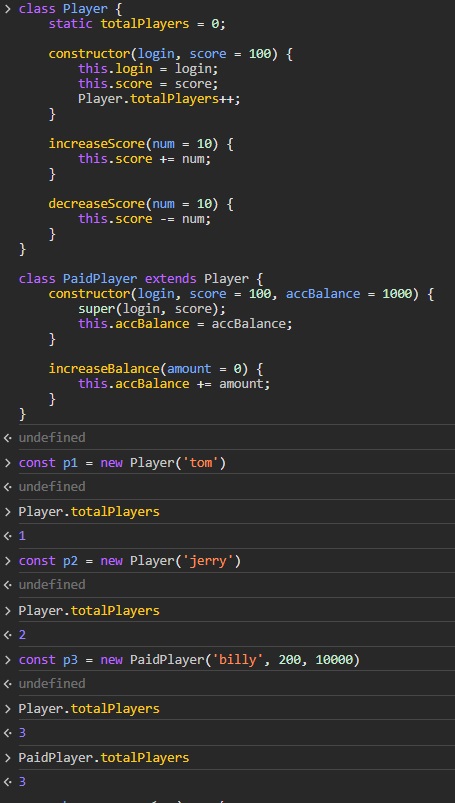 > class Player {
static totalPlayers = 0;
constructor(login, score = 100) {
this.login = login;
this.score = score;
Player.totalPlayers++;
}
increaseScore(num = 10) {
this.score += num;
}
decreaseScore(num = 10) {
this.score -= num;
}
}
class PaidPlayer extends Player {
constructor(login, score = 100, accBalance = 1000) {
super(login, score);
this.accBalance = accBalance;
}
increaseBalance(amount = 0) {
this.accBalance += amount;
}
}
undefined
> const p1 = new Player('tom')
undefined
> Player.totalPlayers
1
> const p2 = new Player('jerry')
undefined
> Player.totalPlayers
2
> const p3 = new PaidPlayer('billy', 200, 10000)
undefined
> Player.totalPlayers
3
> PaidPlayer.totalPlayers
3